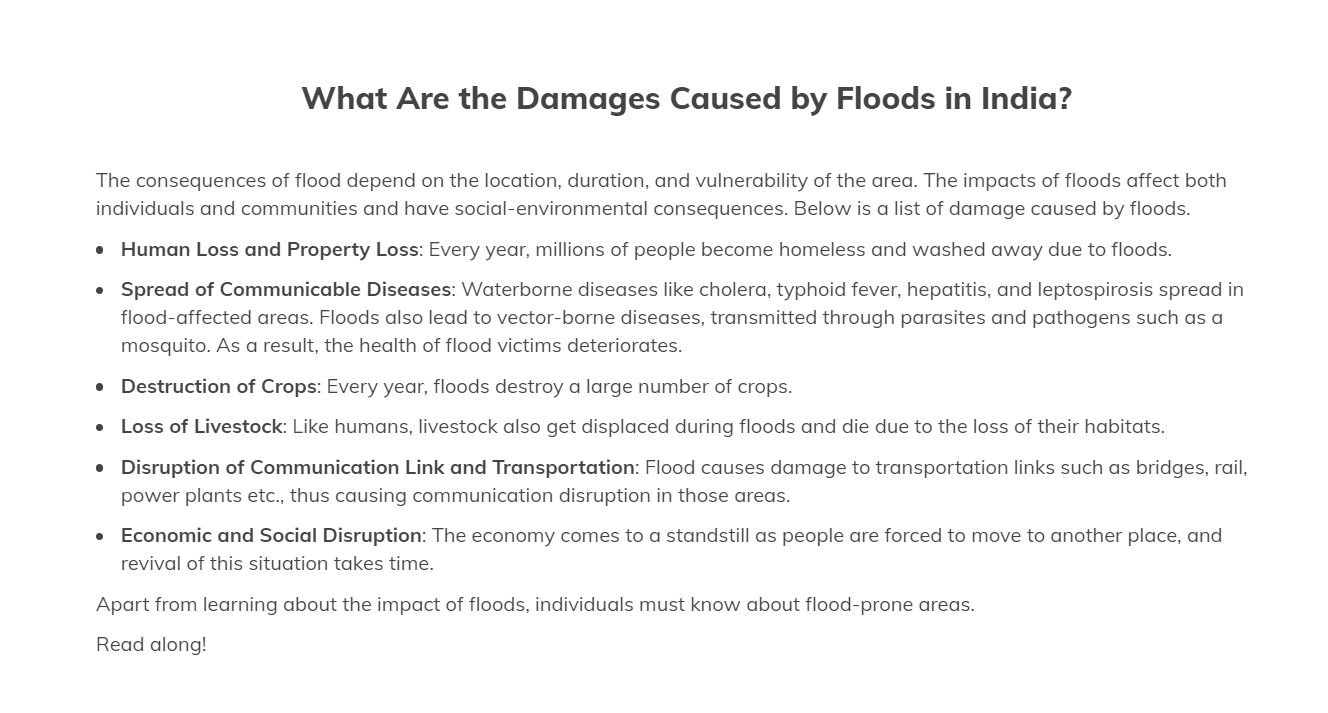 What Are the Damages Caused by Floods in India?
The consequences of flood depend on the location, duration, and vulnerability of the area. The impacts of floods affect both
individuals and communities and have social-environmental consequences. Below is a list of damage caused by floods.
• Human Loss and Property Loss: Every year, millions of people become homeless and washed away due to floods.
• Spread of Communicable Diseases: Waterborne diseases like cholera, typhoid fever, hepatitis, and leptospirosis spread in
flood-affected areas. Floods also lead to vector-borne diseases, transmitted through parasites and pathogens such as a
mosquito. As a result, the health of flood victims deteriorates.
• Destruction of Crops: Every year, floods destroy a large number of crops.
• Loss of Livestock: Like humans, livestock also get displaced during floods and die due to the loss of their habitats.
• Disruption of Communication Link and Transportation: Flood causes damage to transportation links such as bridges, rail,
power plants etc., thus causing communication disruption in those areas.
• Economic and Social Disruption: The economy comes to a standstill as people are forced to move to another place, and
revival of this situation takes time.
Apart from learning about the impact of floods, individuals must know about flood-prone areas.
Read along!